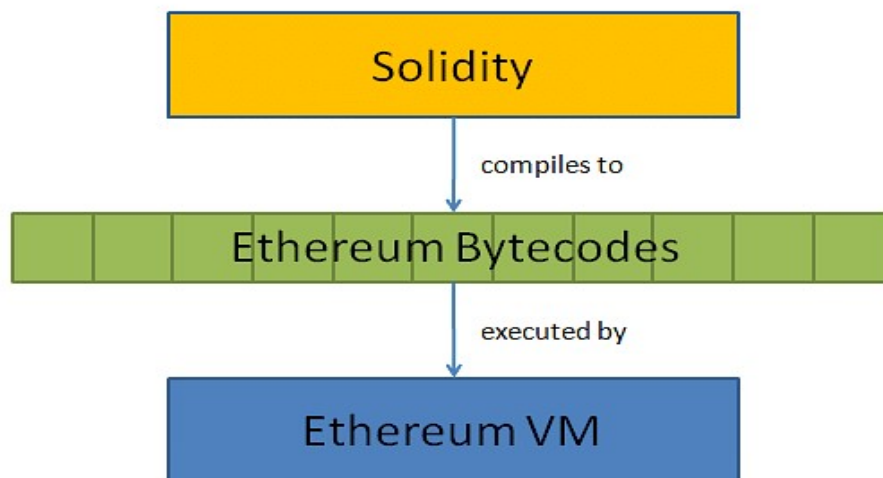 Solidity
compiles to
Ethereum Bytecodes
executed by
Ethereum VM